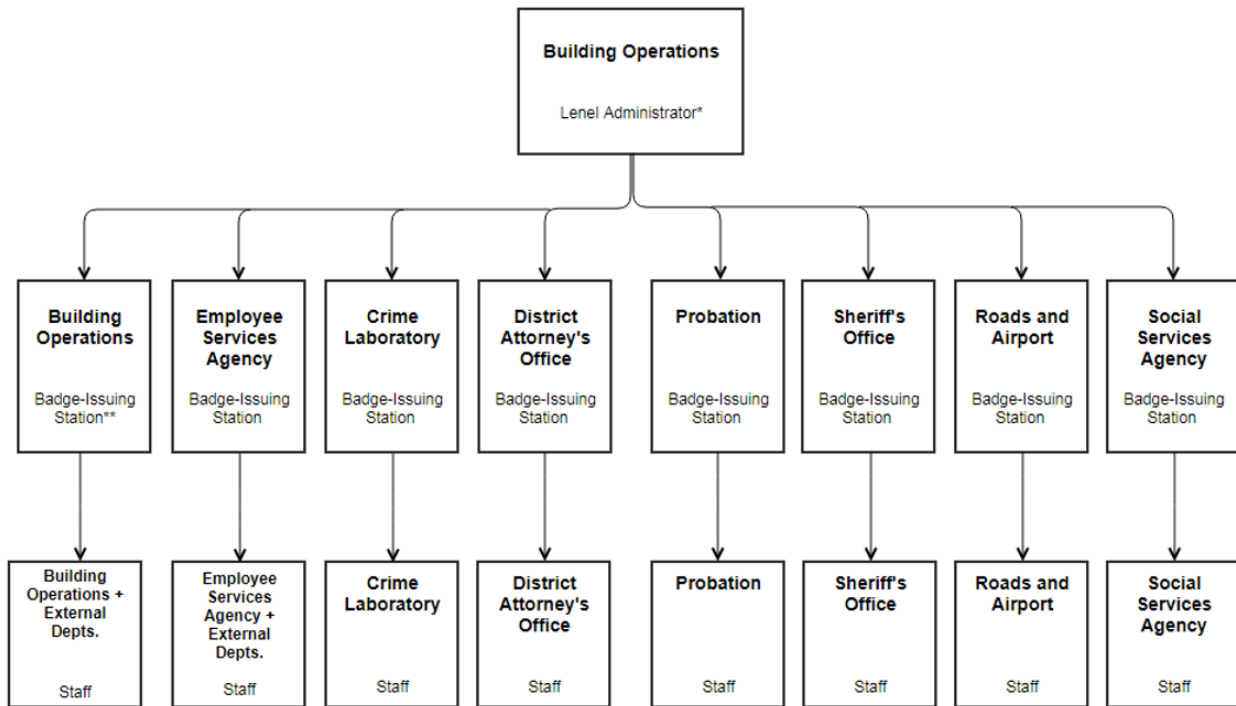 Building Operations
Lenel Administrator*
Building
Operations
Badge-Issuing
Station**
Employee
Services
Agency
Badge-Issuing
Station
Crime
Laboratory
Badge-Issuing
Station
District
Attorney's
Office
Badge-Issuing
Station
Probation
Badge-Issuing
Station
Sheriff's
Office
Badge-Issuing
Station
Roads and
Airport
Badge-Issuing
Station
Social
Services
Agency
Badge-Issuing
Station
Building
Operations +
External
Depts.
Staff
Employee
Services
Agency +
External
Depts.
Staff
Crime
Laboratory
Staff
District
Attorney's
Office
Staff
Probation
Staff
Sheriff's
Office
Staff
Roads and
Airport
Staff
Social
Services
Agency
Staff